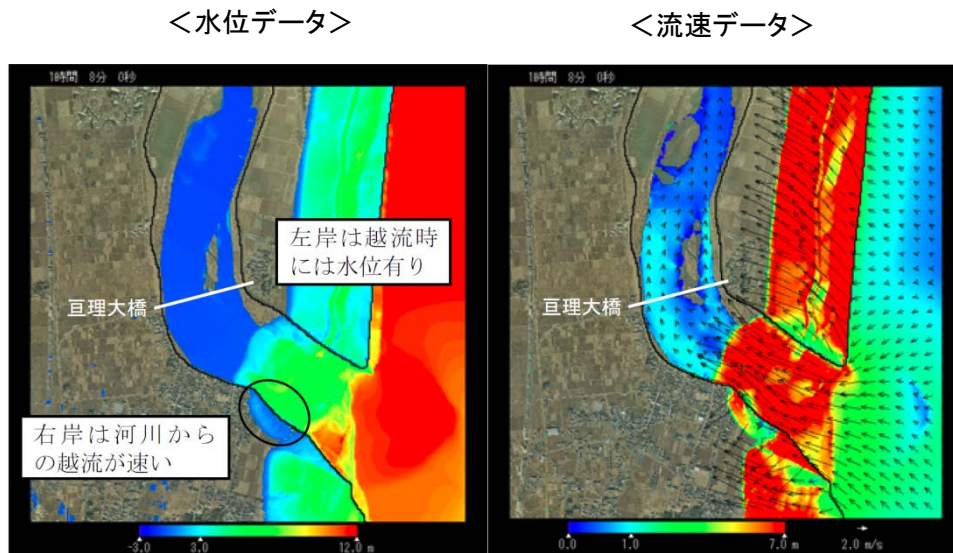 ＜水位データ＞
＜流速データ＞
1時間 8分 0秒
1時間 8分 0秒
左岸は越流時
には水位有り
亘理大橋
亘理大橋
右岸は河川から
の越流が速い
-3.0 3.0 12.0 m
0.0 1.0 7.0 m 2.0 m/s